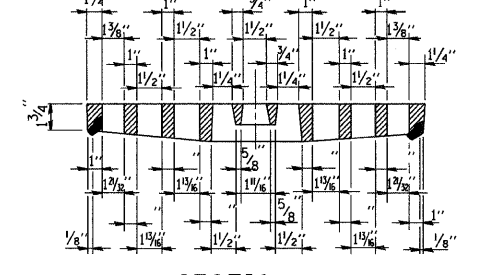 1" 1" 1"
1 3/8" 1 1/2" 1 1/2" 1 1/2" 1 1/2" 1 3/8"
1" 1" 3/4" 1" 1 1/4"
1 1/2" 1 1/4" 1 1/4" 1 1/2"
1 3/4"
5/8"
1" "
1 21/32" 1 13/16" 1 11/16" 1 13/16" 1 21/32"
5/8"
" " " 1"
1/8" 1 13/16" 1 1/2" 1 1/2" 1 13/16" 1/8"